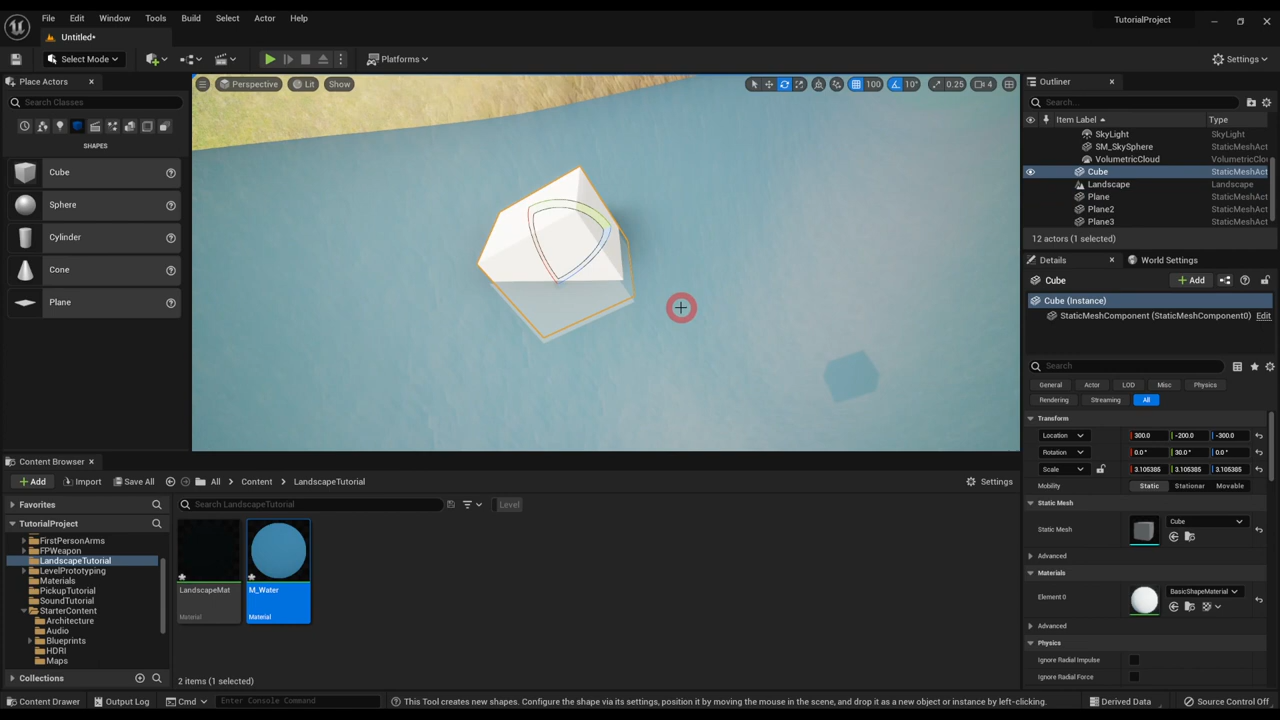 File Edit Window Tools Build Select Actor Help
TutorialProject
Untitled*
Select Mode
Platforms
Settings
Place Actors
Search Classes
SHAPES
Cube
Sphere
Cylinder
Cone
Plane
Perspective Lit Show
100 10° 0.25 4
Outliner
Search...
Item Label Type
SkyLight SkyLight
SM_SkySphere StaticMeshAct
VolumetricCloud VolumetricClo
Cube StaticMeshAct
Landscape Landscape
Plane StaticMeshAct
Plane2 StaticMeshAct
Plane3 StaticMeshAct
12 actors (1 selected)
Details World Settings
Cube
Add
Cube (Instance)
StaticMeshComponent (StaticMeshComponent0) Edit
Search
General Actor LOD Misc Physics
Rendering Streaming All
Transform
Location 300.0 -200.0 -300.0
Rotation 0.0° 30.0° 0.0°
Scale 3.105385 3.105385 3.105385
Mobility Static Stationar Movable
Static Mesh
Static Mesh Cube
Advanced
Materials
Element 0 BasicShapeMaterial
Advanced
Physics
Ignore Radial Impulse
Ignore Radial Force
Content Browser
Add Import Save All All Content LandscapeTutorial
Settings
Favorites
Search LandscapeTutorial
Level
TutorialProject
FirstPersonArms
FPWeapon
LandscapeTutorial
LevelPrototyping
Materials
PickupTutorial
SoundTutorial
StarterContent
Architecture
Audio
Blueprints
HDRI
Maps
Collections
LandscapeMat
Material
M_Water
Material
2 items (1 selected)
Content Drawer Output Log Cmd Enter Console Command
This Tool creates new shapes. Configure the shape via its settings, position it by moving the mouse in the scene, and drop it as a new object or instance by left-clicking.
Derived Data Source Control Off